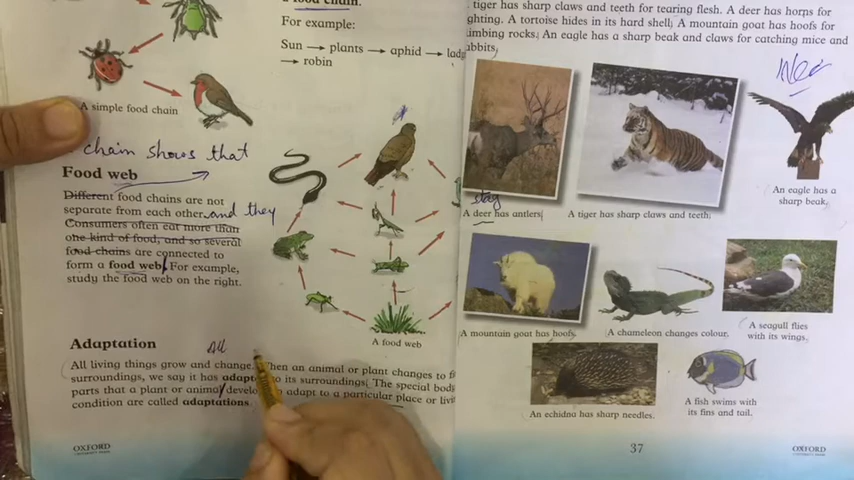 a food chain.
For example:
Sun → plants → aphid →
→ robin
A simple food chain
chain shows that
Food web
Different food chains are not
separate from each other and they
Consumers often eat more than
one kind of food, and so several
food chains are connected to
form a food web. For example,
study the food web on the right.
A food web
Adaptation
All
All living things grow and change. When an animal or plant changes to
surroundings, we say it has adapt to its surroundings. The special
parts that a plant or animal to adapt to a particular place or
condition are called adaptations.
OXFORD
tiger has sharp claws and teeth for tearing flesh. A deer has horns for
A tortoise hides in its hard shell. A mountain goat has hoofs for
rocks. An eagle has a sharp beak and claws for catching mice and
stag
A deer has antlers.
A tiger has sharp claws and teeth.
An eagle has a
sharp beak.
A mountain goat has hoofs.
A chameleon changes colour.
A seagull flies
with its wings.
An echidna has sharp needles.
A fish swims with
its fins and tail.
37
OXFORD